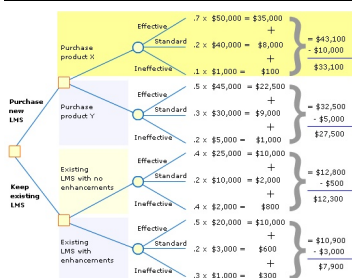 Effective .7 x $50,000 = $35,000
+
Purchase product X Standard .2 x $40,000 = $8,000 = $43,100
- $10,000
+
Ineffective .1 x $1,000 = $100 $33,100
Purchase new LMS
Effective .5 x $45,000 = $22,500
+
Purchase product Y Standard .3 x $30,000 = $9,000 = $32,500
- $5,000
+
Ineffective .2 x $5,000 = $1,000 $27,500
Keep existing LMS
Effective .4 x $25,000 = $10,000
+
Existing LMS with no enhancements Standard .2 x $10,000 = $2,000 = $12,800
- $500
+
Ineffective .4 x $2,000 = $800 $12,300
Effective .5 x $20,000 = $10,000
+
Existing LMS with enhancements Standard .2 x $3,000 = $600 = $10,900
- $3,000
+
Ineffective .3 x $1,000 = $300 $7,900